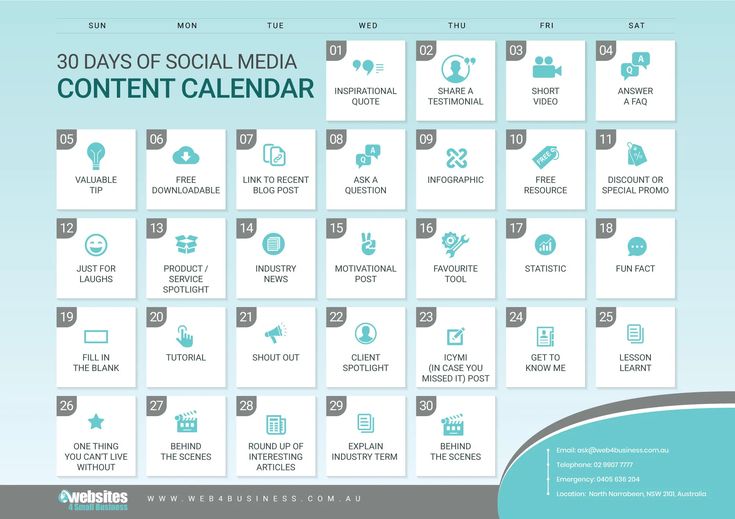 SUN MON TUE WED THU FRI SAT
30 DAYS OF SOCIAL MEDIA
CONTENT CALENDAR
01
INSPIRATIONAL
QUOTE
02
SHARE A
TESTIMONIAL
03
SHORT
VIDEO
04
Q
A
ANSWER
A FAQ
05
VALUABLE
TIP
06
FREE
DOWNLOADABLE
07
LINK TO RECENT
BLOG POST
08
A
Q
ASK A
QUESTION
09
INFOGRAPHIC
10
FREE
FREE
RESOURCE
11
%
DISCOUNT OR
SPECIAL PROMO
12
JUST FOR
LAUGHS
13
PRODUCT /
SERVICE
SPOTLIGHT
14
INDUSTRY
NEWS
15
MOTIVATIONAL
POST
16
FAVOURITE
TOOL
17
STATISTIC
18
FUN FACT
19
FILL IN
THE BLANK
20
TUTORIAL
21
SHOUT OUT
22
CLIENT
SPOTLIGHT
23
ICYMI
(IN CASE YOU
MISSED IT) POST
24
GET TO
KNOW ME
25
LESSON
LEARNT
26
ONE THING
YOU CAN'T LIVE
WITHOUT
27
BEHIND
THE SCENES
28
ROUND UP OF
INTERESTING
ARTICLES
29
EXPLAIN
INDUSTRY TERM
30
BEHIND
THE SCENES
Email: ask@web4business.com.au
Telephone: 02 9907 7777
Emergency: 0405 636 204
Location: North Narrabeen, NSW 2101, Australia
websites
4 Small Business
WWW.WEB4BUSINESS.COM.AU